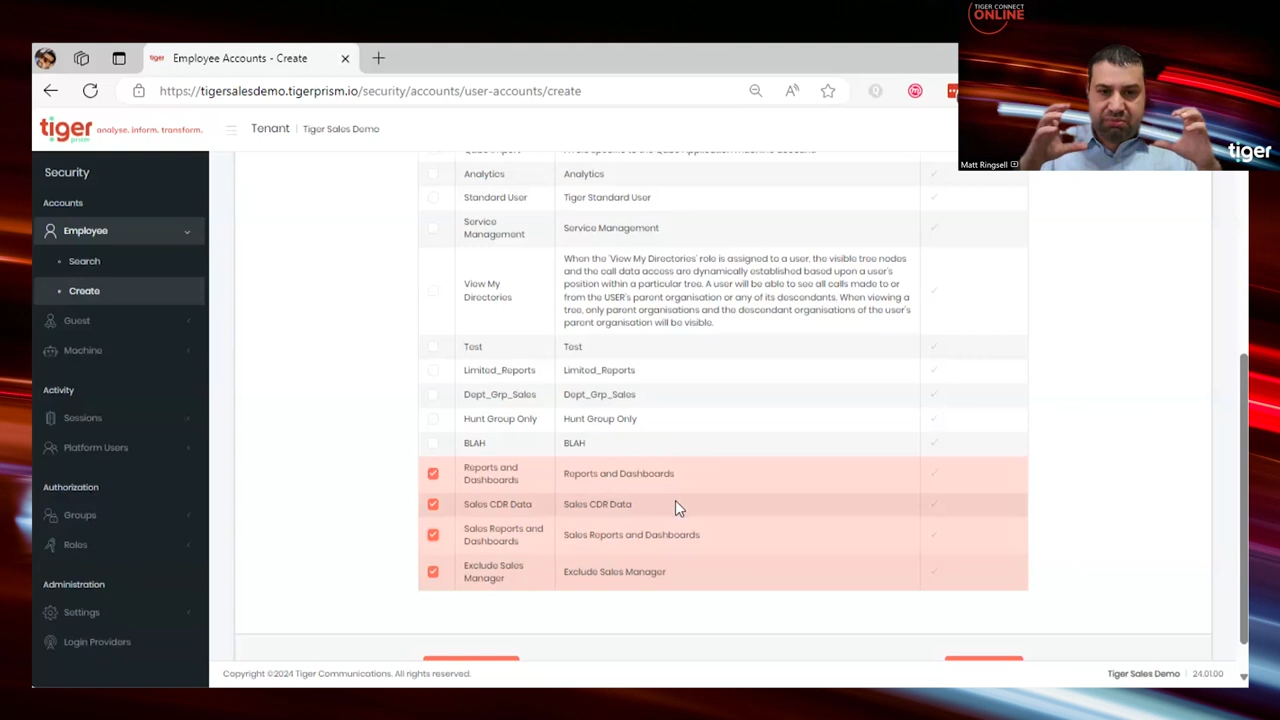 TIGER CONNECT
ONLINE
Employee Accounts - Create
https://tigersalesdemo.tigerprism.io/security/accounts/user-accounts/create
tiger
prism
analyse. inform. transform.
Tenant | Tiger Sales Demo
Matt Ringsell
tiger
Security
Accounts
Employee
Search
Create
Guest
Machine
Activity
Sessions
Platform Users
Authorization
Groups
Roles
Administration
Settings
Login Providers
Analytics
Analytics
Standard User
Tiger Standard User
Service
Management
Service Management
View My
Directories
When the 'View My Directories' role is assigned to a user, the visible tree nodes
and the call data access are dynamically established based upon a user's
position within a particular tree. A user will be able to see all calls made to or
from the USER's parent organisation or any of its descendants. When viewing a
tree, only parent organisations and the descendant organisations of the user's
parent organisation will be visible.
Test
Test
Limited_Reports
Limited_Reports
Dept_Grp_Sales
Dept_Grp_Sales
Hunt Group Only
Hunt Group Only
BLAH
BLAH
Reports and
Dashboards
Reports and Dashboards
Sales CDR Data
Sales CDR Data
Sales Reports and
Dashboards
Sales Reports and Dashboards
Exclude Sales
Manager
Exclude Sales Manager
Copyright ©2024 Tiger Communications. All rights reserved.
Tiger Sales Demo | 24.01.00